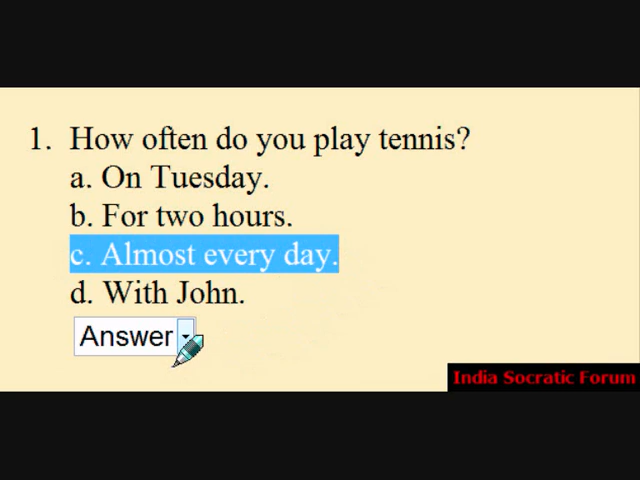 1. How often do you play tennis?
a. On Tuesday.
b. For two hours.
c. Almost every day.
d. With John.
Answer
India Socratic Forum